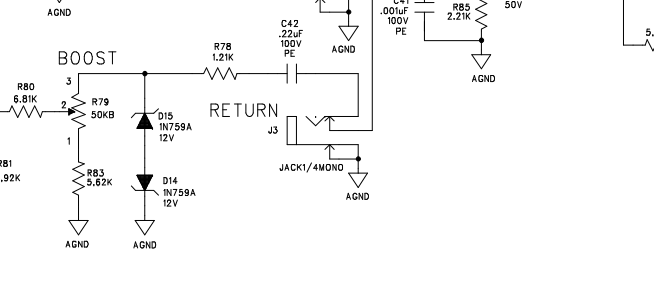 AGND
C41
.001uF
100V
PE
R85
2.21K
50V
C42
.22uF
100V
PE
AGND
AGND
R78
1.21K
BOOST
3
R80
6.81K
2
R79
50KB
1
D15
1N759A
12V
RETURN
J3
JACK1/4MONO
AGND
R81
.92K
R83
5.62K
D14
1N759A
12V
AGND
AGND
5.